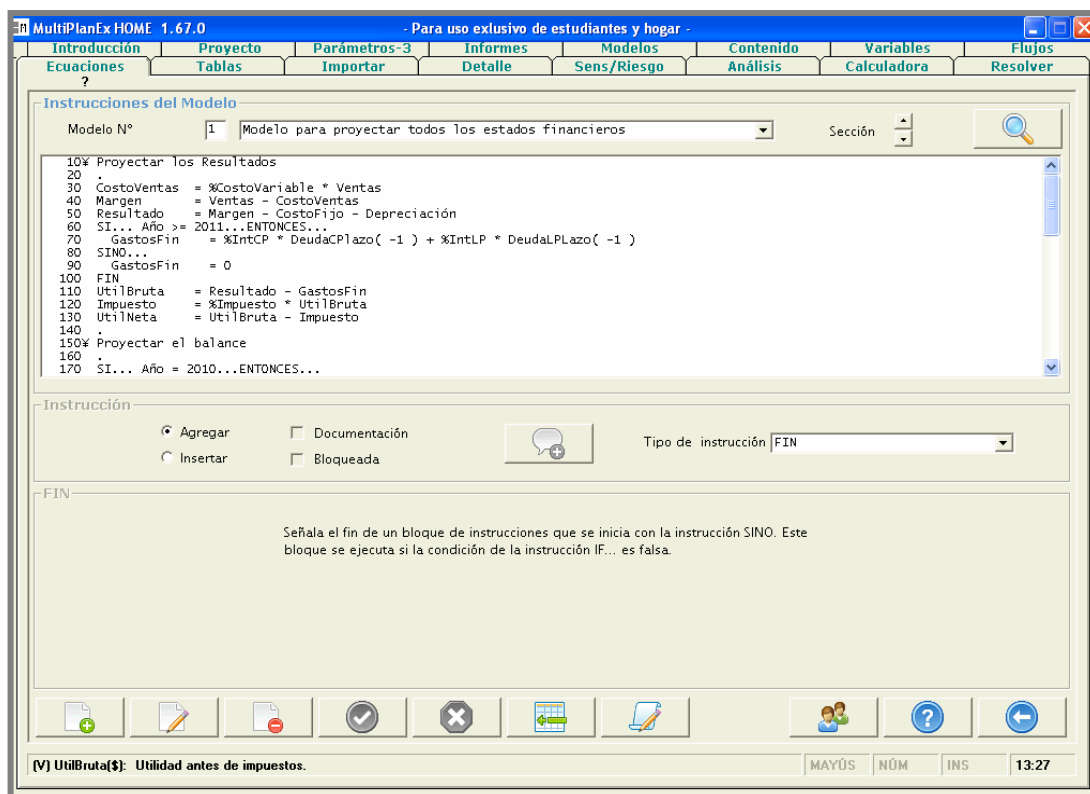 MultiPlanEx HOME 1.67.0 - Para uso exlusivo de estudiantes y hogar -
Introducción Proyecto Parámetros-3 Informes Modelos Contenido Variables Flujos
Ecuaciones Tablas Importar Detalle Sens/Riesgo Análisis Calculadora Resolver
?
Instrucciones del Modelo
Modelo N° 1 Modelo para proyectar todos los estados financieros Sección
10¥ Proyectar los Resultados
20 .
30 CostoVentas = %CostoVariable * Ventas
40 Margen = Ventas - CostoVentas
50 Resultado = Margen - CostoFijo - Depreciación
60 SI... Año >= 2011...ENTONCES...
70 GastosFin = %IntCP * DeudaCPlazo( -1 ) + %IntLP * DeudaLPLazo( -1 )
80 SINO...
90 GastosFin = 0
100 FIN
110 UtilBruta = Resultado - GastosFin
120 Impuesto = %Impuesto * UtilBruta
130 UtilNeta = UtilBruta - Impuesto
140 .
150¥ Proyectar el balance
160 .
170 SI... Año = 2010...ENTONCES...
Instrucción
Agregar Documentación
Tipo de instrucción FIN
Insertar Bloqueada
FIN
Señala el fin de un bloque de instrucciones que se inicia con la instrucción SINO. Este
bloque se ejecuta si la condición de la instrucción IF... es falsa.
(V) UtilBruta($): Utilidad antes de impuestos. MAYÚS NÚM INS 13:27